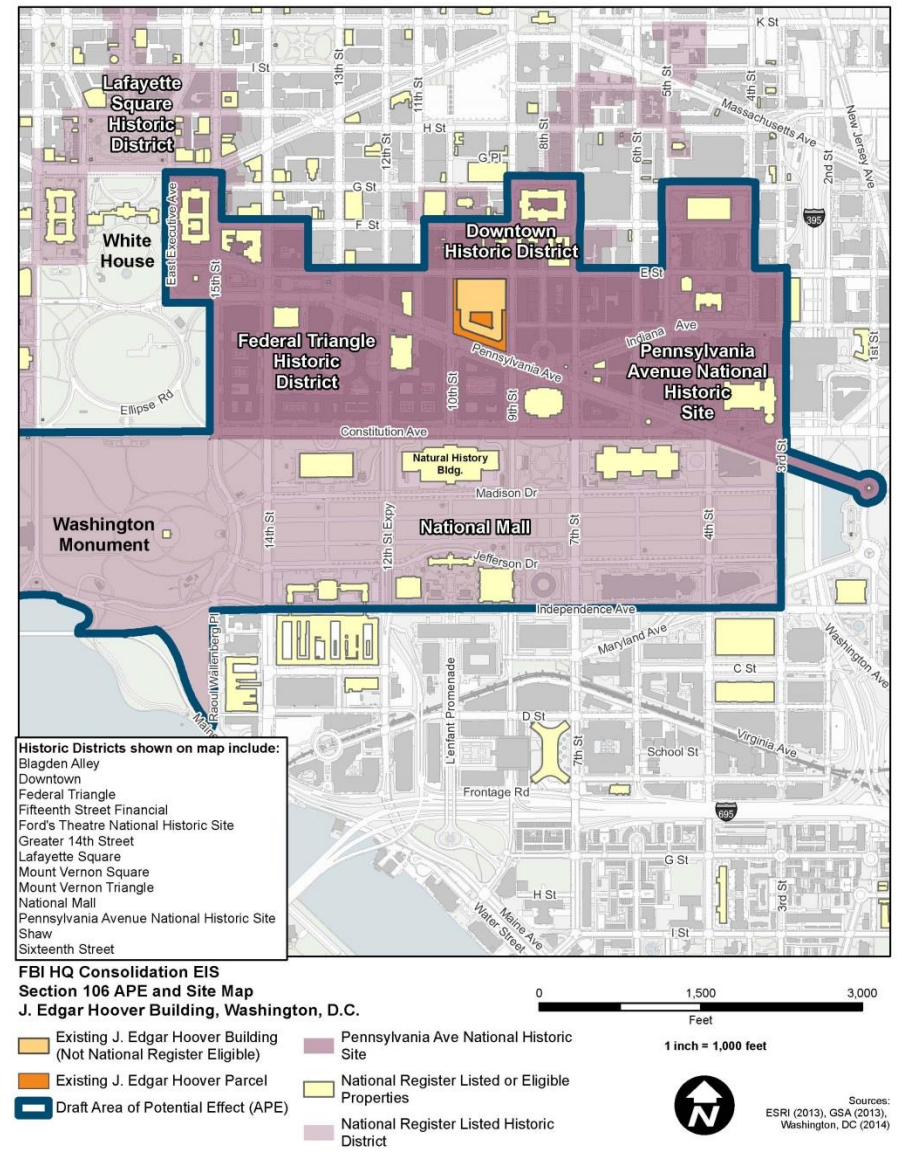 K St
I St
13th St
11th St
12th St
8th St
5th St
4th St
6th St
Massachusetts Ave
New Jersey Ave
2nd St
H St
G Pl
G St
F St
395
Lafayette
Square
Historic
District
White
House
East Executive Ave
15th St
Downtown
Historic District
E St
Federal Triangle
Historic
District
Pennsylvania Ave
Indiana Ave
Pennsylvania
Avenue National
Historic
Site
1st St
10th St
9th St
Ellipse Rd
Constitution Ave
3rd St
Natural History
Bldg.
Madison Dr
Washington
Monument
National Mall
14th St
12th St Expy
7th St
4th St
Jefferson Dr
Independence Ave
Raoul Wallenberg Pl
Maine
Maryland Ave
Washington Ave
C St
L'enfant Promenade
D St
7th St
School St
Virginia Ave
Frontage Rd
695
G St
H St
I St
3rd St
Maine Ave
Water Street
Historic Districts shown on map include:
Blagden Alley
Downtown
Federal Triangle
Fifteenth Street Financial
Ford's Theatre National Historic Site
Greater 14th Street
Lafayette Square
Mount Vernon Square
Mount Vernon Triangle
National Mall
Pennsylvania Avenue National Historic Site
Shaw
Sixteenth Street
FBI HQ Consolidation EIS
Section 106 APE and Site Map
J. Edgar Hoover Building, Washington, D.C.
0 1,500 3,000
Feet
1 inch = 1,000 feet
Existing J. Edgar Hoover Building
(Not National Register Eligible)
Existing J. Edgar Hoover Parcel
Draft Area of Potential Effect (APE)
Pennsylvania Ave National Historic
Site
National Register Listed or Eligible
Properties
National Register Listed Historic
District
N
Sources:
ESRI (2013), GSA (2013),
Washington, DC (2014)